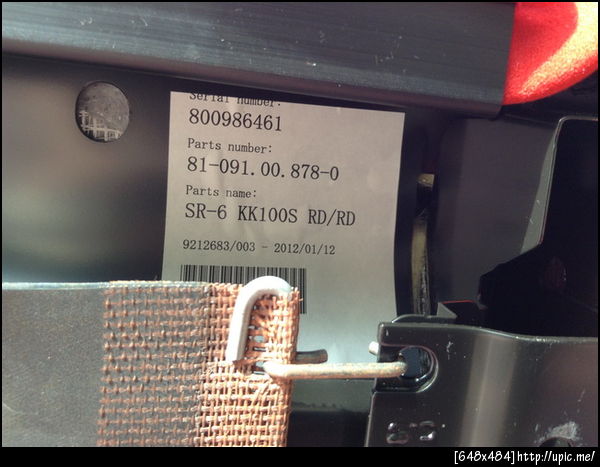 Serial number:
800986461
Parts number:
81-091.00.878-0
Parts name:
SR-6 KK100S RD/RD
9212683/003 - 2012/01/12
[648x484]http://upic.me/